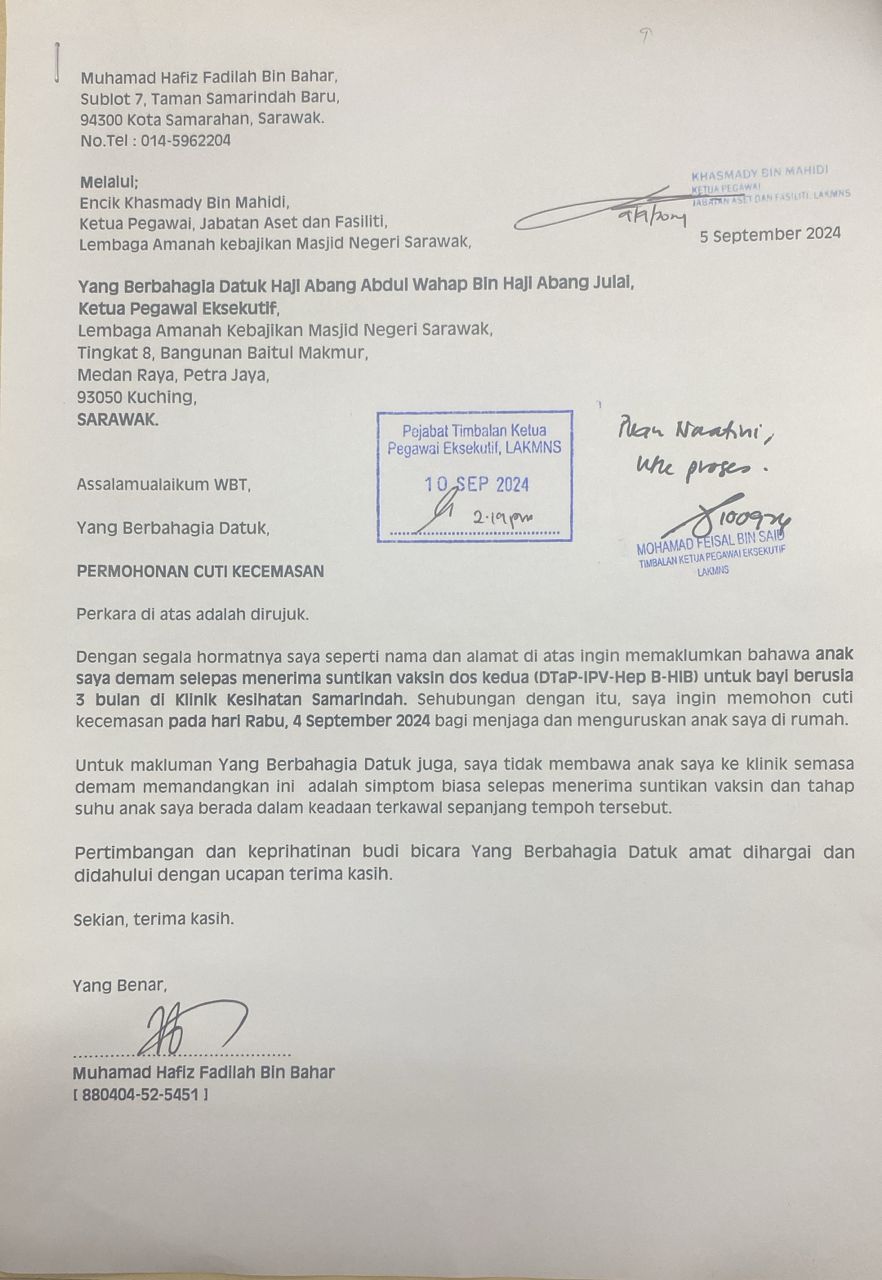 Muhamad Hafiz Fadilah Bin Bahar,
Sublot 7, Taman Samarindah Baru,
94300 Kota Samarahan, Sarawak.
No.Tel : 014-5962204
Melalui;
Encik Khasmady Bin Mahidi,
Ketua Pegawai, Jabatan Aset dan Fasiliti,
Lembaga Amanah kebajikan Masjid Negeri Sarawak,
KHASMADY BIN MAHIDI
KETUA PEGAWAI
JABATAN ASET DAN FASILITI, LAKMNS
5 September 2024
Yang Berbahagia Datuk Haji Abang Abdul Wahap Bin Haji Abang Julai,
Ketua Pegawai Eksekutif,
Lembaga Amanah Kebajikan Masjid Negeri Sarawak,
Tingkat 8, Bangunan Baitul Makmur,
Medan Raya, Petra Jaya,
93050 Kuching,
SARAWAK.
Pejabat Timbalan Ketua
Pegawai Eksekutif, LAKMNS
10 SEP 2024
2.19pm
proses.
MOHAMAD FEISAL BIN SAID
TIMBALAN KETUA PEGAWAI EKSEKUTIF
LAKMNS
Assalamualaikum WBT,
Yang Berbahagia Datuk,
PERMOHONAN CUTI KECEMASAN
Perkara di atas adalah dirujuk.
Dengan segala hormatnya saya seperti nama dan alamat di atas ingin memaklumkan bahawa anak
saya demam selepas menerima suntikan vaksin dos kedua (DTaP-IPV-Hep B-HIB) untuk bayi berusia
3 bulan di Klinik Kesihatan Samarindah. Sehubungan dengan itu, saya ingin memohon cuti
kecemasan pada hari Rabu, 4 September 2024 bagi menjaga dan menguruskan anak saya di rumah.
Untuk makluman Yang Berbahagia Datuk juga, saya tidak membawa anak saya ke klinik semasa
demam memandangkan ini adalah simptom biasa selepas menerima suntikan vaksin dan tahap
suhu anak saya berada dalam keadaan terkawal sepanjang tempoh tersebut.
Pertimbangan dan keprihatinan budi bicara Yang Berbahagia Datuk amat dihargai dan
didahului dengan ucapan terima kasih.
Sekian, terima kasih.
Yang Benar,
Muhamad Hafiz Fadilah Bin Bahar
[ 880404-52-5451 ]